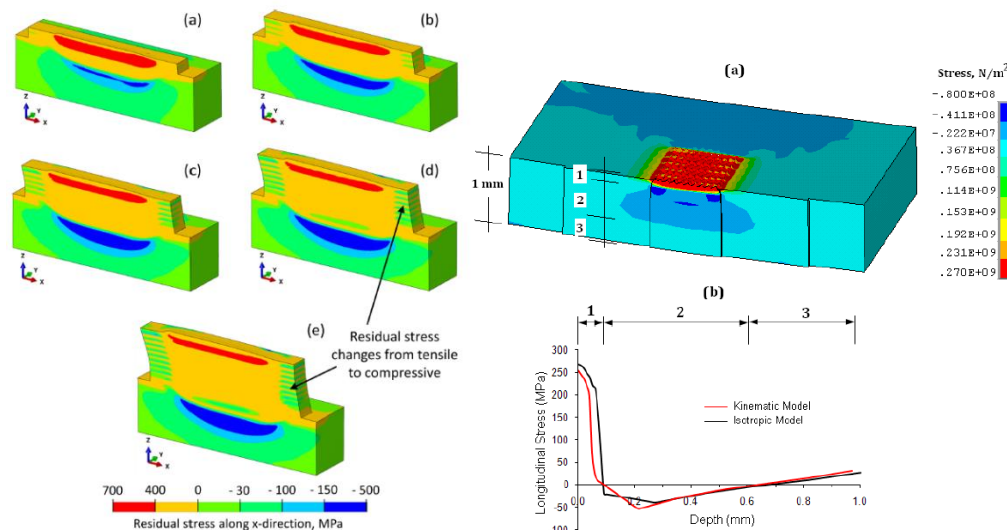 (a)
(b)
z
Y
X
z
Y
X
(c)
(d)
z
Y
X
z
Y
X
(e)
Residual stress
changes from tensile
to compressive
z
Y
X
700 400 0 - 30 - 100 - 150 - 500
Residual stress along x-direction, MPa
(a)
Stress, N/m²
-.800E+08
-.411E+08
-.222E+07
.367E+08
.756E+08
.114E+09
.153E+09
.192E+09
.231E+09
.270E+09
1 mm
1
2
3
(b)
1 2 3
Longitudinal Stress (MPa)
300
250
200
150
100
50
0
-50
-100
Kinematic Model
Isotropic Model
0.0 0.2 0.4 0.6 0.8 1.0
Depth (mm)